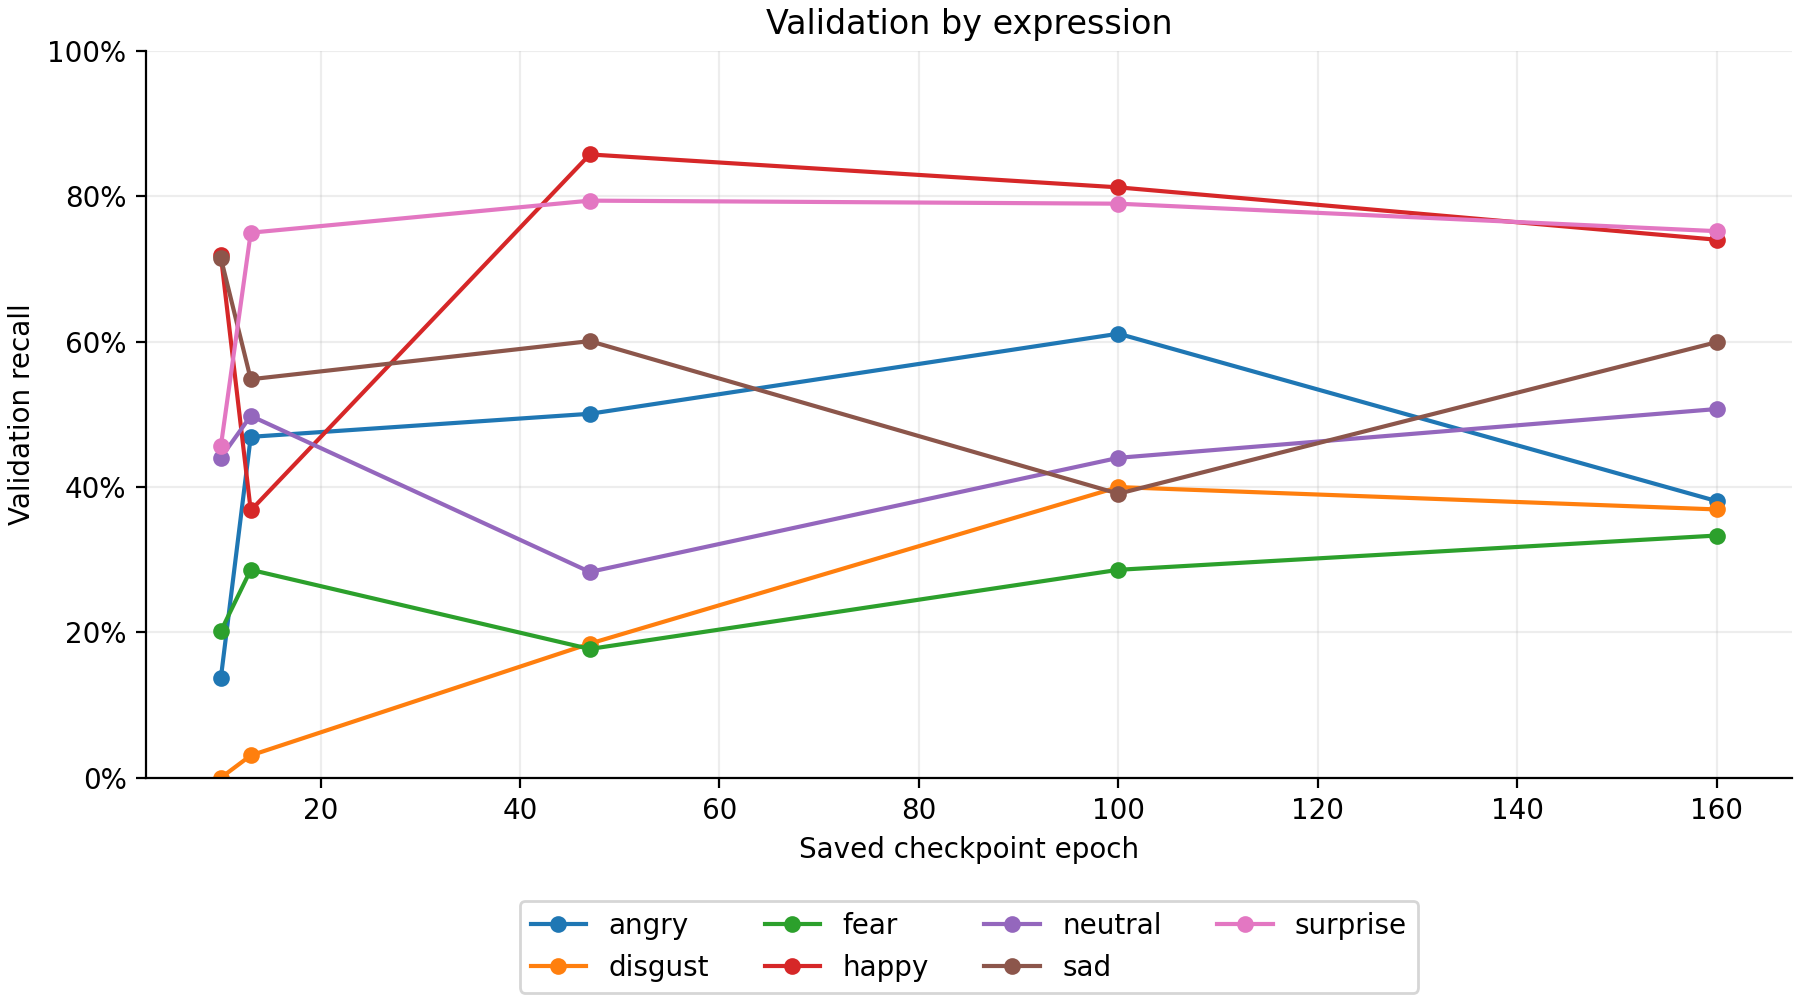 Validation by expression
100%
80%
60%
40%
20%
0%
Validation recall
20 40 60 80 100 120 140 160
Saved checkpoint epoch
angry fear neutral surprise
disgust happy sad